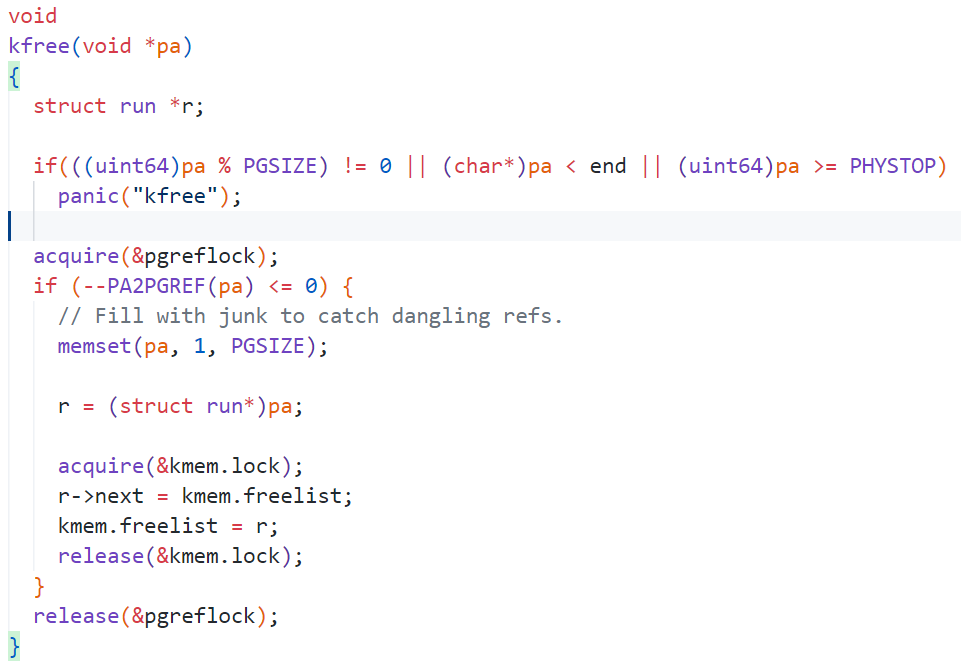 void
kfree(void *pa)
{
  struct run *r;

  if(((uint64)pa % PGSIZE) != 0 || (char*)pa < end || (uint64)pa >= PHYSTOP)
    panic("kfree");

  acquire(&pgreflock);
  if (--PA2PGREF(pa) <= 0) {
    // Fill with junk to catch dangling refs.
    memset(pa, 1, PGSIZE);

    r = (struct run*)pa;

    acquire(&kmem.lock);
    r->next = kmem.freelist;
    kmem.freelist = r;
    release(&kmem.lock);
  }
  release(&pgreflock);
}